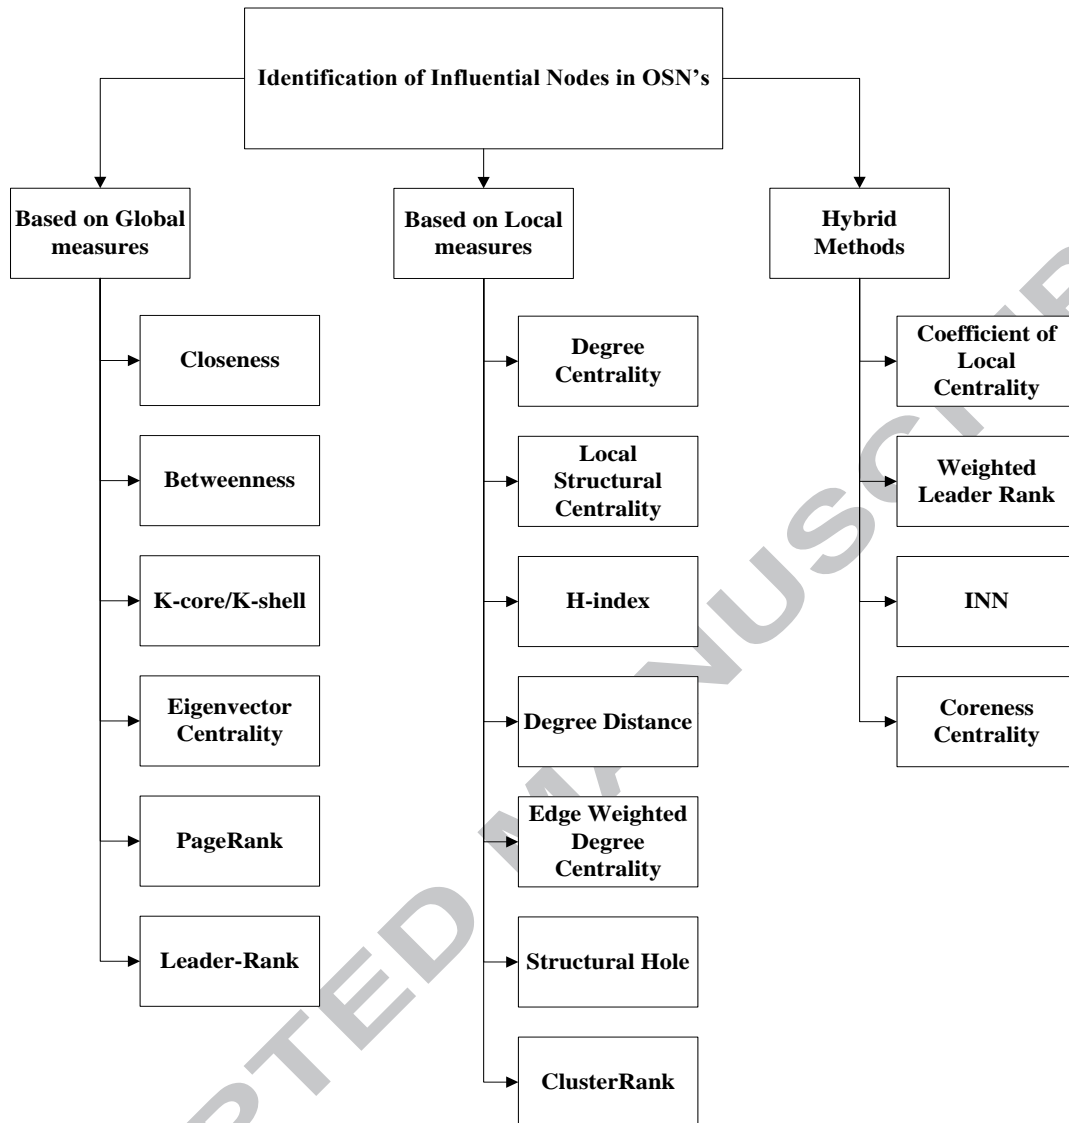 Identification of Influential Nodes in OSN’s
Based on Global
measures
Based on Local
measures
Hybrid
Methods
Closeness
Betweenness
K-core/K-shell
Eigenvector
Centrality
PageRank
Leader-Rank
Degree
Centrality
Local
Structural
Centrality
H-index
Degree Distance
Edge Weighted
Degree
Centrality
Structural Hole
ClusterRank
Coefficient of
Local
Centrality
Weighted
Leader Rank
INN
Coreness
Centrality